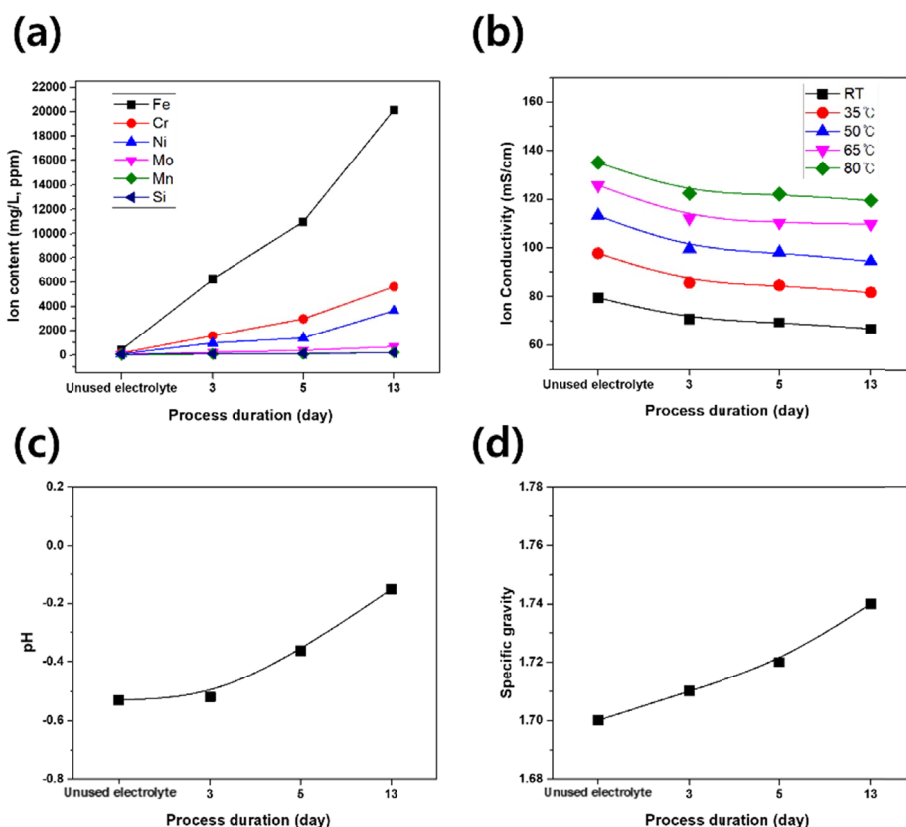 (a)
22000
20000
18000
16000
14000
12000
10000
8000
6000
4000
2000
0
Ion content (mg/L, ppm)
Fe
Cr
Ni
Mo
Mn
Si
Unused electrolyte 3 5 13
Process duration (day)
(b)
160
140
120
100
80
60
Ion Conductivity (mS/cm)
RT
35℃
50℃
65℃
80℃
Unused electrolyte 3 5 13
Process duration (day)
(c)
0.2
0.0
-0.2
-0.4
-0.6
-0.8
pH
Unused electrolyte 3 5 13
Process duration (day)
(d)
1.78
1.76
1.74
1.72
1.70
1.68
Specific gravity
Unused electrolyte 3 5 13
Process duration (day)